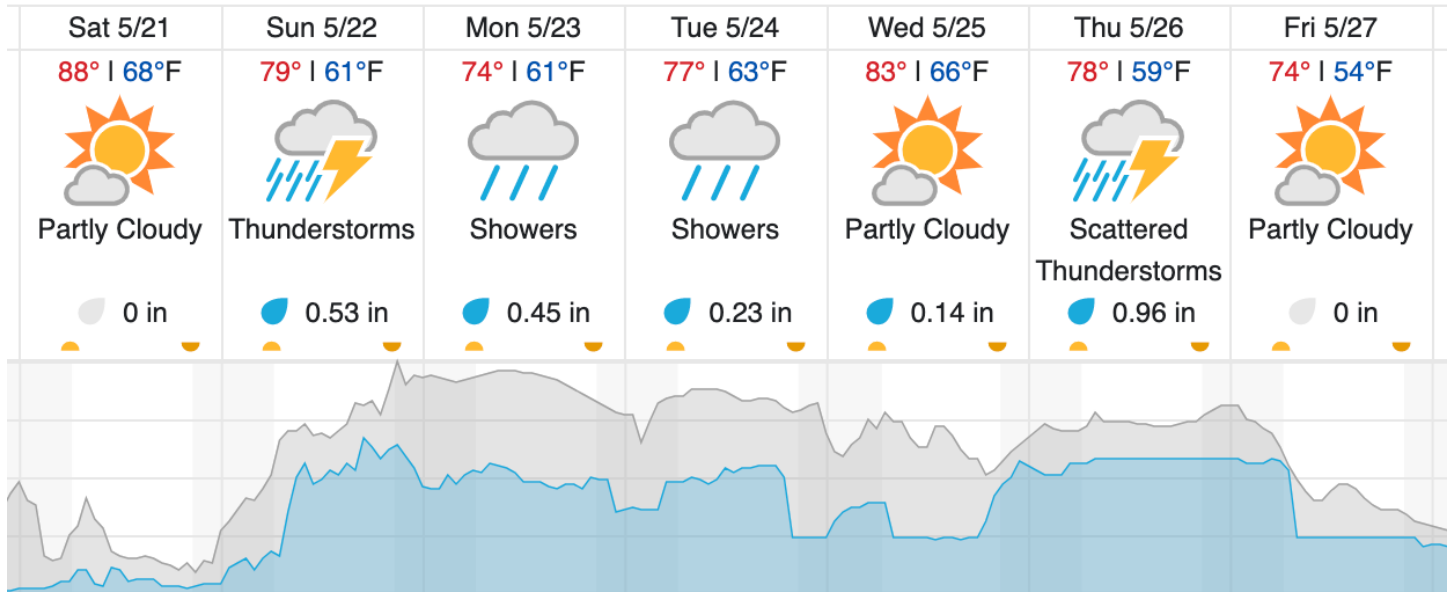 Sat 5/21
Sun 5/22
Mon 5/23
Tue 5/24
Wed 5/25
Thu 5/26
Fri 5/27
88° | 68°F
79° | 61°F
74° | 61°F
77° | 63°F
83° | 66°F
78° | 59°F
74° | 54°F
Partly Cloudy
Thunderstorms
Showers
Showers
Partly Cloudy
Scattered
Thunderstorms
Partly Cloudy
0 in
0.53 in
0.45 in
0.23 in
0.14 in
0.96 in
0 in